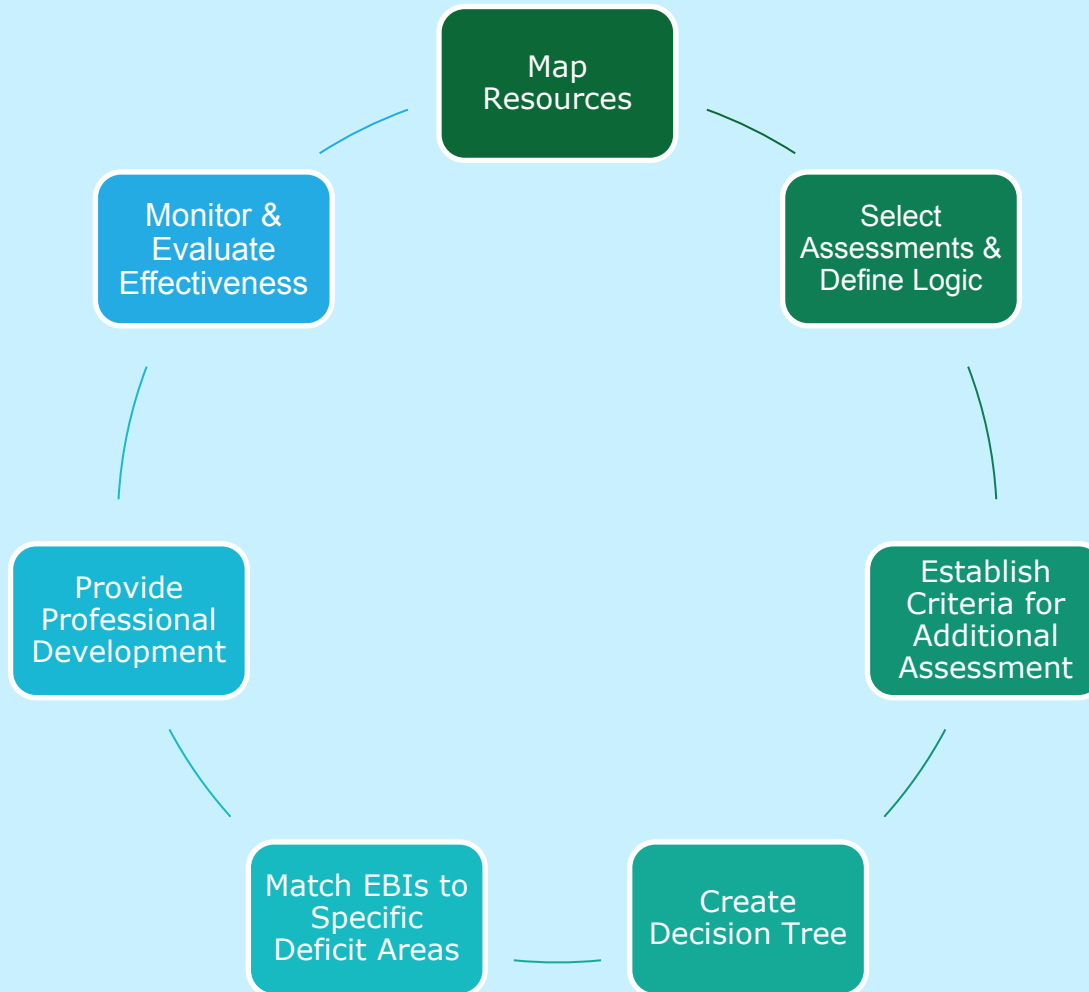 Map
Resources
Select
Assessments &
Define Logic
Establish
Criteria for
Additional
Assessment
Create
Decision Tree
Match EBIs to
Specific
Deficit Areas
Provide
Professional
Development
Monitor &
Evaluate
Effectiveness